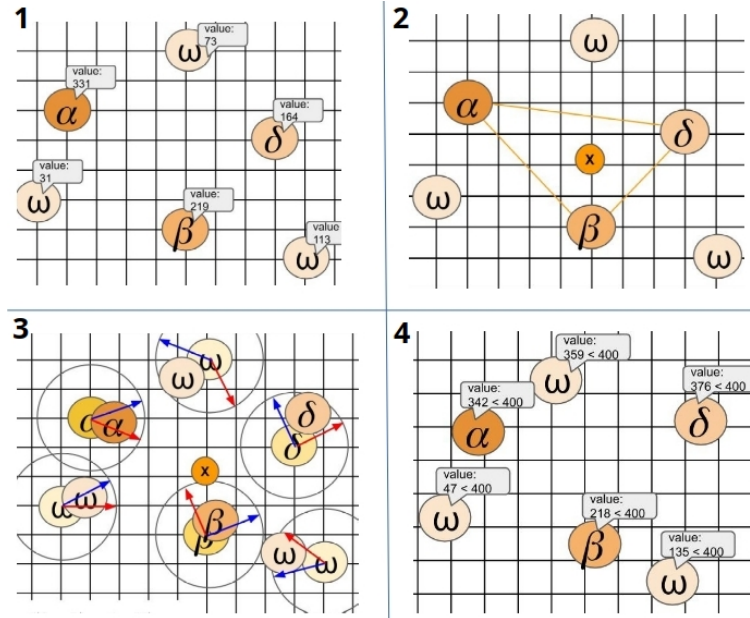 1
ω
value:
73
α
value:
331
δ
value:
164
ω
value:
31
β
value:
219
ω
value
113
2
ω
α
δ
x
ω
β
ω
3
ω
ω
α
δ
δ
x
ω
ω
β
β
ω
ω
4
ω
value:
359 < 400
α
value:
342 < 400
δ
value:
376 < 400
ω
value:
47 < 400
β
value:
218 < 400
ω
value:
135 < 400